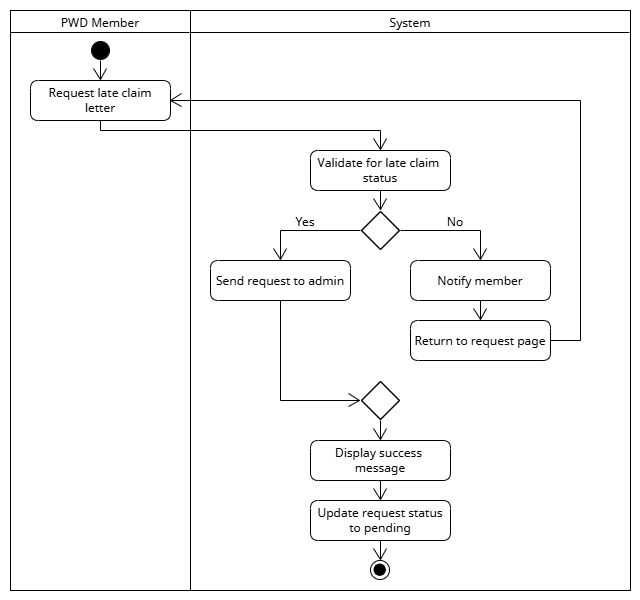 PWD Member
System
Request late claim
letter
Validate for late claim
status
Yes
No
Send request to admin
Notify member
Return to request page
Display success
message
Update request status
to pending